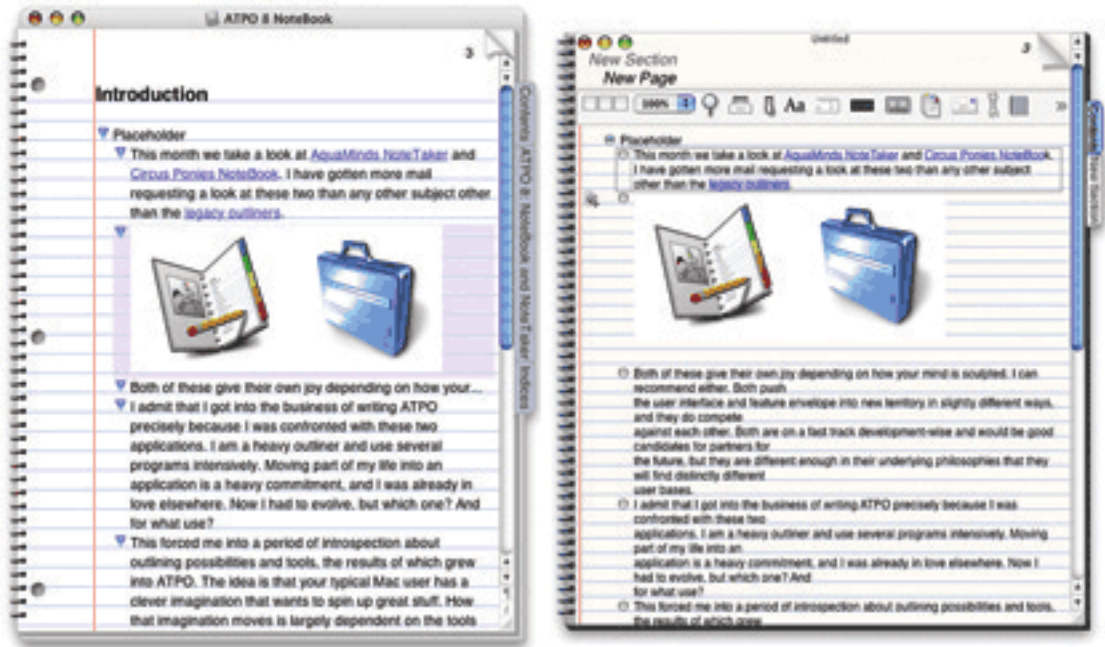 ATPO 8 NoteBook
3
Introduction
Placeholder
This month we take a look at AquaMinds NoteTaker and
Circus Ponies NoteBook. I have gotten more mail
requesting a look at these two than any other subject other
than the legacy outliners.
Both of these give their own joy depending on how your...
I admit that I got into the business of writing ATPO
precisely because I was confronted with these two
applications. I am a heavy outliner and use several
programs intensively. Moving part of my life into an
application is a heavy commitment, and I was already in
love elsewhere. Now I had to evolve, but which one? And
for what use?
This forced me into a period of introspection about
outlining possibilities and tools, the results of which grew
into ATPO. The idea is that your typical Mac user has a
clever imagination that wants to spin up great stuff. How
that imagination moves is largely dependent on the tools
Contents ATPO 8: NoteBook and NoteTaker Indices
Untitled
3
New Section
New Page
100%
Aa
»
Placeholder
This month we take a look at AquaMinds NoteTaker and Circus Ponies NoteBook.
I have gotten more mail requesting a look at these two than any other subject
other than the legacy outliners.
Both of these give their own joy depending on how your mind is sculpted. I can
recommend either. Both push
the user interface and feature envelope into new territory in slightly different ways,
and they do compete
against each other. Both are on a fast track development-wise and would be good
candidates for partners for
the future, but they are different enough in their underlying philosophies that they
will find distinctly different
user bases.
I admit that I got into the business of writing ATPO precisely because I was
confronted with these two
applications. I am a heavy outliner and use several programs intensively. Moving
part of my life into an
application is a heavy commitment, and I was already in love elsewhere. Now I
had to evolve, but which one? And
for what use?
This forced me into a period of introspection about outlining possibilities and tools,
the results of which grew
New Section